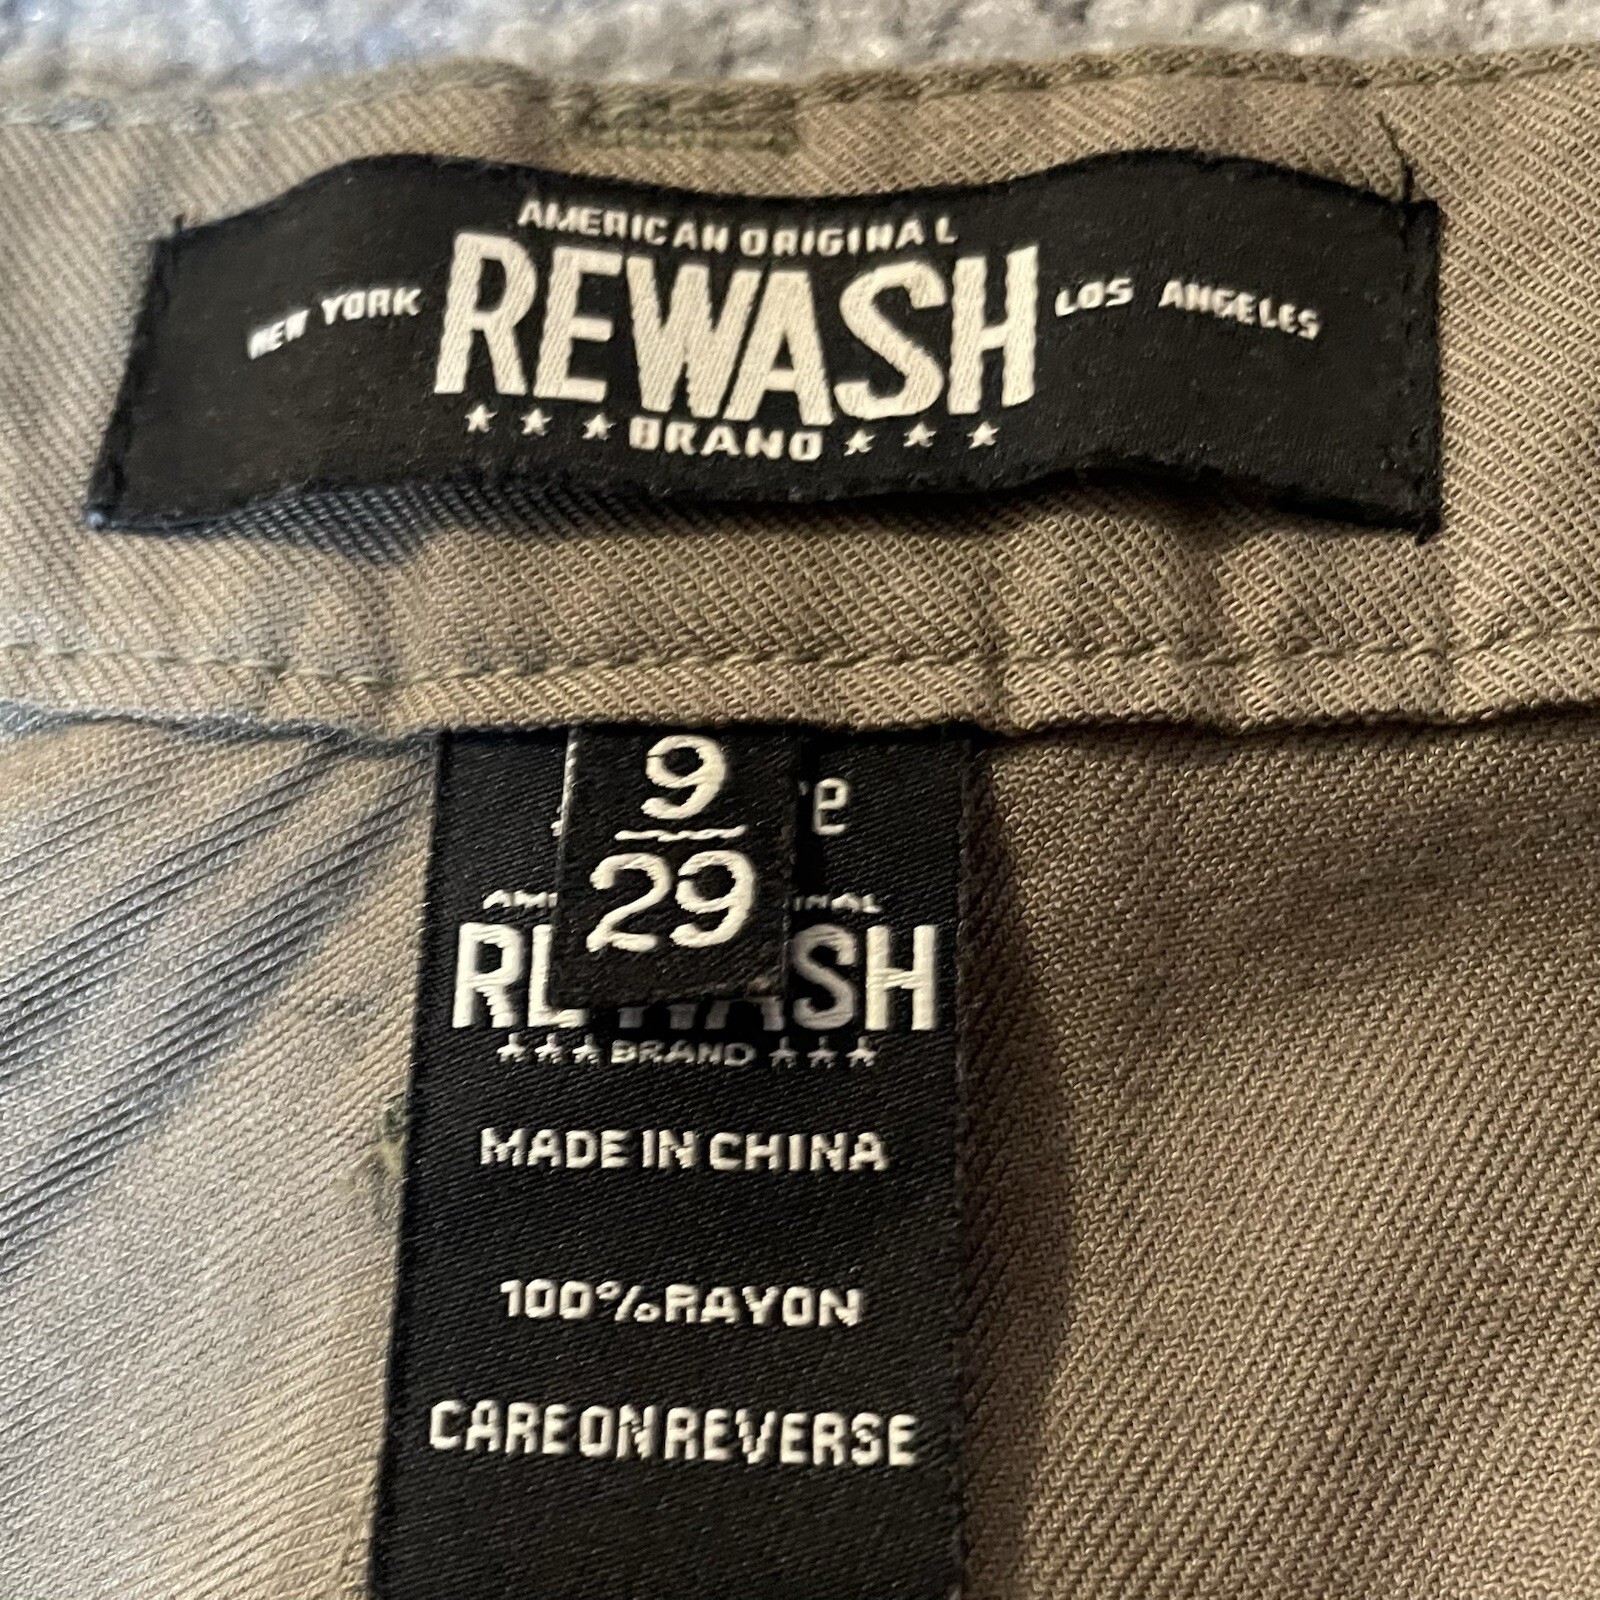 AMERICAN ORIGINAL
NEW YORK REWASH LOS ANGELES
BRAND
9
29
BRAND
MADE IN CHINA
100% RAYON
CARE ON REVERSE